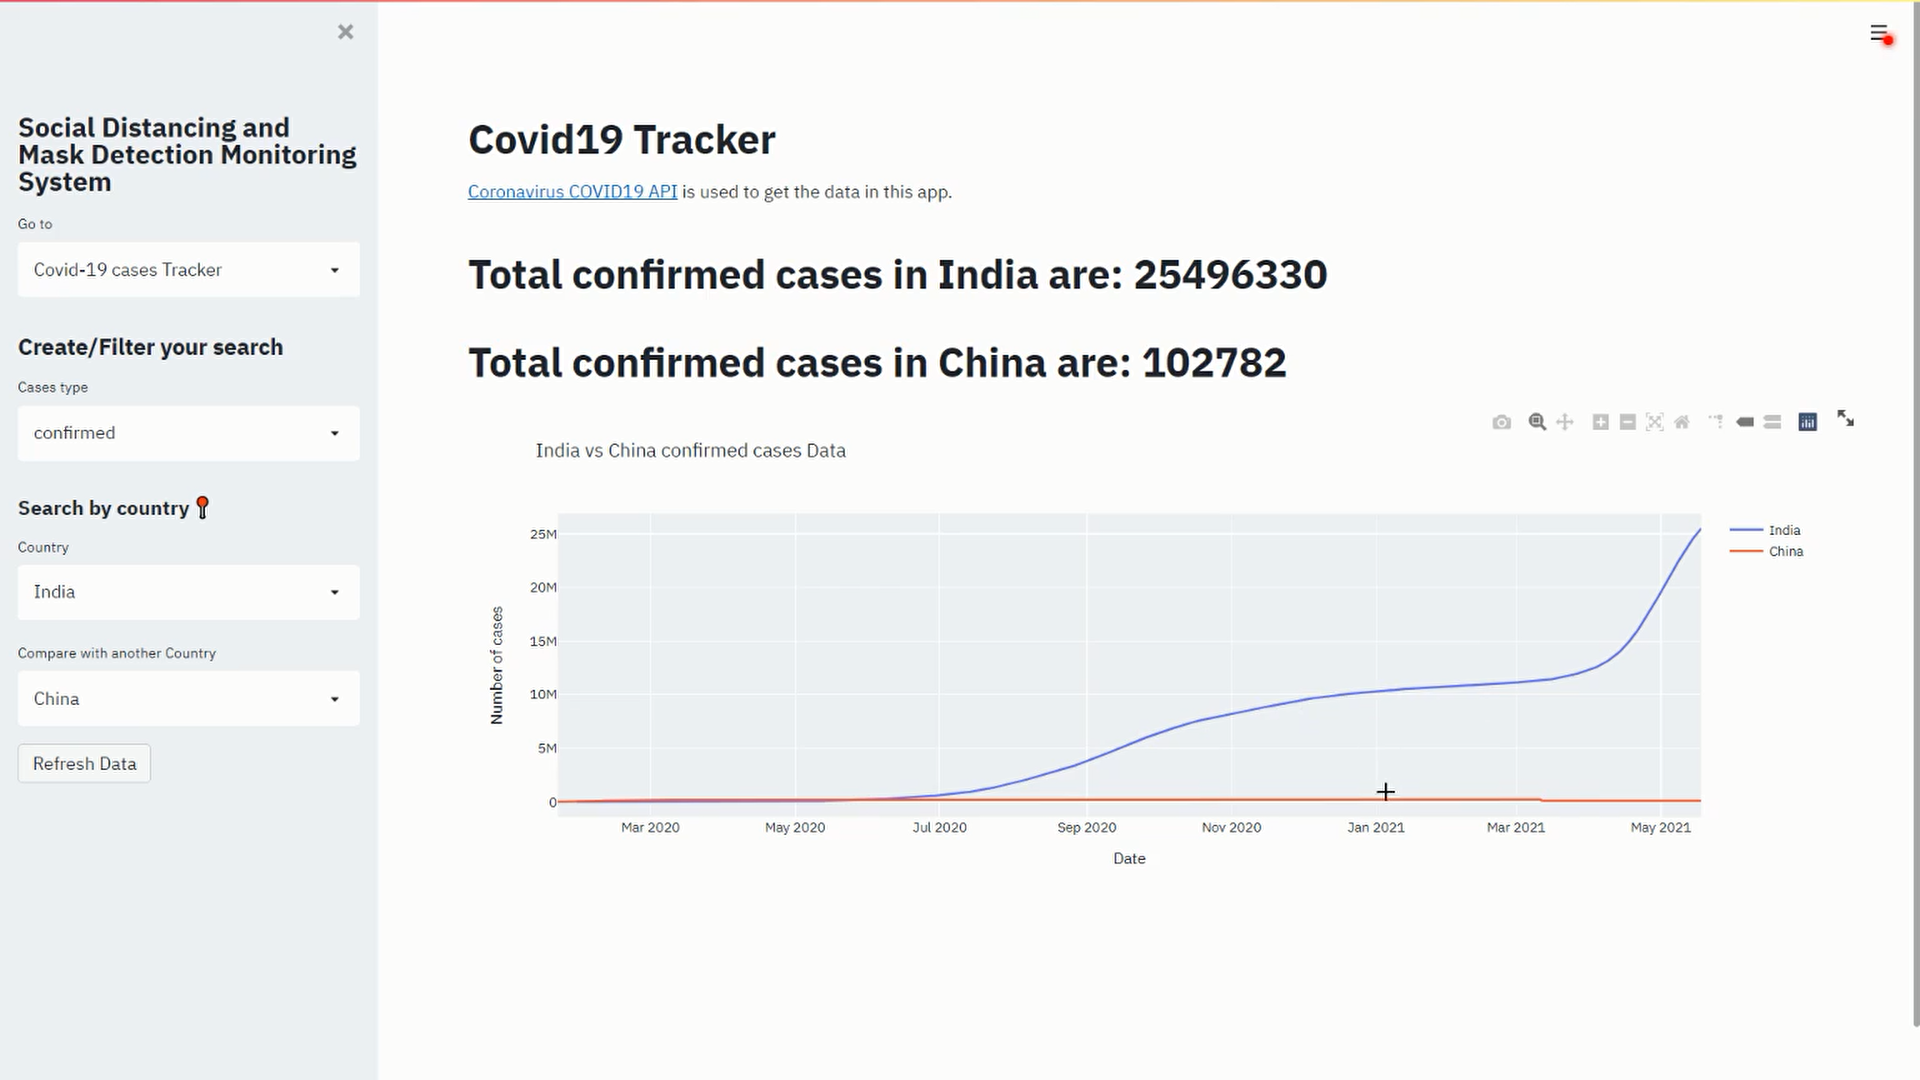 Social Distancing and
Mask Detection Monitoring
System
Go to
Covid-19 cases Tracker
Create/Filter your search
Cases type
confirmed
Search by country
Country
India
Compare with another Country
China
Refresh Data
Covid19 Tracker
Coronavirus COVID19 API is used to get the data in this app.
Total confirmed cases in India are: 25496330
Total confirmed cases in China are: 102782
India vs China confirmed cases Data
25M
20M
15M
10M
5M
0
Number of cases
Mar 2020
May 2020
Jul 2020
Sep 2020
Nov 2020
Jan 2021
Mar 2021
May 2021
Date
India
China